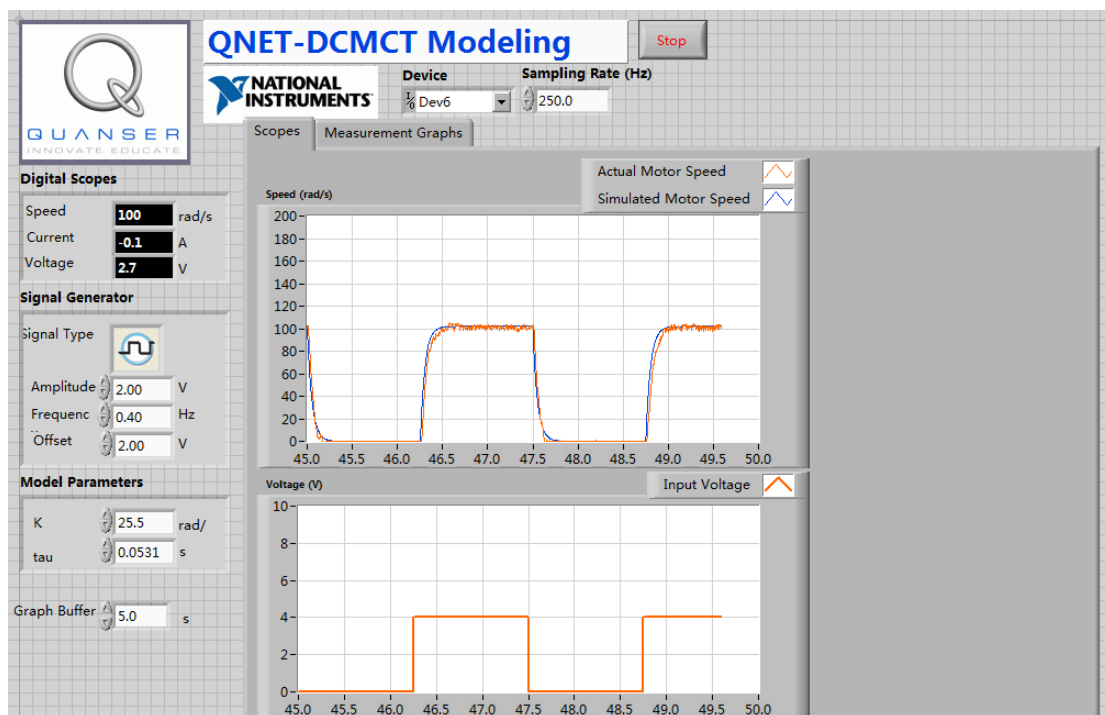 QNET-DCMCT Modeling
Stop
QUANSER
INNOVATE. EDUCATE.
NATIONAL
INSTRUMENTS
Device
Dev6
Sampling Rate (Hz)
250.0
Scopes
Measurement Graphs
Digital Scopes
Speed 100 rad/s
Current -0.1 A
Voltage 2.7 V
Signal Generator
Signal Type
Amplitude 2.00 V
Frequenc 0.40 Hz
Offset 2.00 V
Model Parameters
K 25.5 rad/
tau 0.0531 s
Graph Buffer 5.0 s
Actual Motor Speed
Simulated Motor Speed
Speed (rad/s)
200
180
160
140
120
100
80
60
40
20
0
45.0 45.5 46.0 46.5 47.0 47.5 48.0 48.5 49.0 49.5 50.0
Voltage (V)
Input Voltage
10
8
6
4
2
0
45.0 45.5 46.0 46.5 47.0 47.5 48.0 48.5 49.0 49.5 50.0